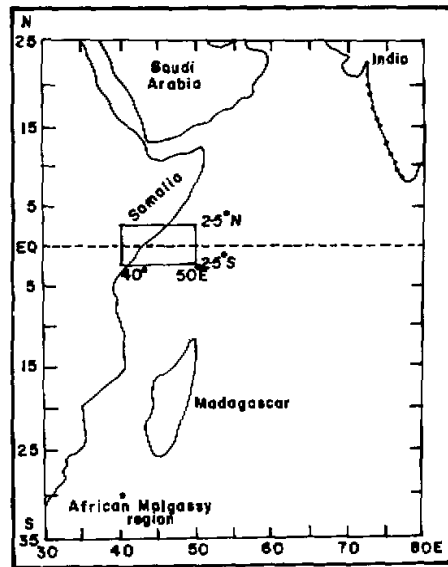 N
25
Saudi
Arabia
India
15
Somalia
5
2·5°N
EQ
40°
50E
2·5°S
5
15
Madagascar
25
African Malgassy
region
35
S
30
40
50
60
70
80E